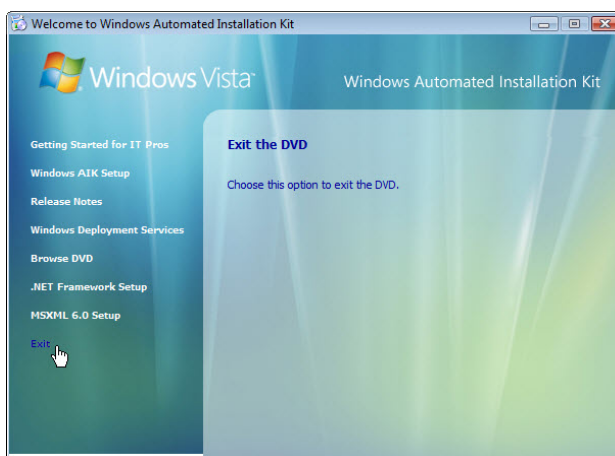 Welcome to Windows Automated Installation Kit
Windows Vista™
Windows Automated Installation Kit
Getting Started for IT Pros
Windows AIK Setup
Release Notes
Windows Deployment Services
Browse DVD
.NET Framework Setup
MSXML 6.0 Setup
Exit
Exit the DVD
Choose this option to exit the DVD.